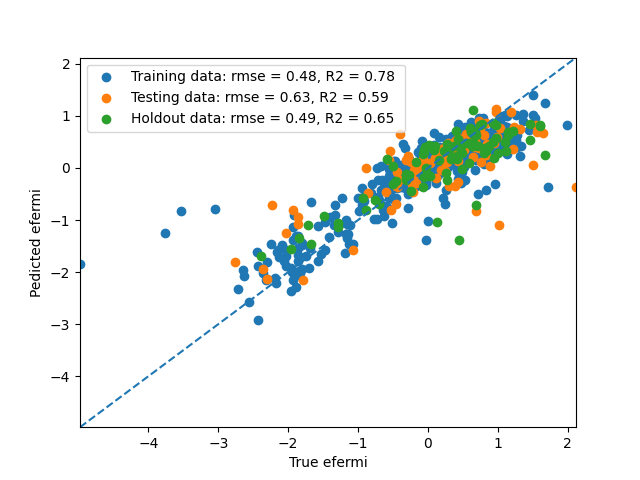 Training data: rmse = 0.48, R2 = 0.78
Testing data: rmse = 0.63, R2 = 0.59
Holdout data: rmse = 0.49, R2 = 0.65
2
1
0
−1
−2
−3
−4
Pedicted efermi
−4 −3 −2 −1 0 1 2
True efermi